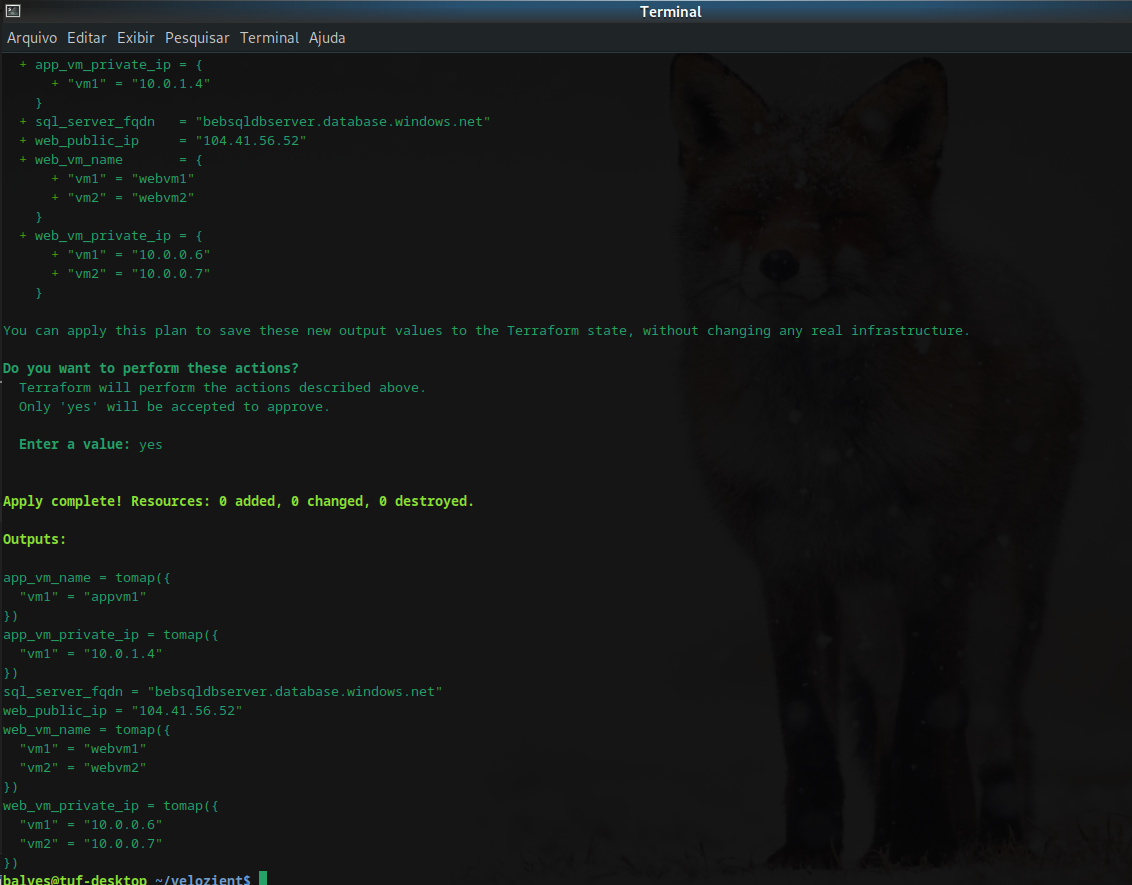 Terminal
Arquivo Editar Exibir Pesquisar Terminal Ajuda
  + app_vm_private_ip = {
      + "vm1" = "10.0.1.4"
    }
  + sql_server_fqdn   = "bebsqldbserver.database.windows.net"
  + web_public_ip     = "104.41.56.52"
  + web_vm_name       = {
      + "vm1" = "webvm1"
      + "vm2" = "webvm2"
    }
  + web_vm_private_ip = {
      + "vm1" = "10.0.0.6"
      + "vm2" = "10.0.0.7"
    }
You can apply this plan to save these new output values to the Terraform state, without changing any real infrastructure.
Do you want to perform these actions?
  Terraform will perform the actions described above.
  Only 'yes' will be accepted to approve.
  Enter a value: yes
Apply complete! Resources: 0 added, 0 changed, 0 destroyed.
Outputs:
app_vm_name = tomap({
  "vm1" = "appvm1"
})
app_vm_private_ip = tomap({
  "vm1" = "10.0.1.4"
})
sql_server_fqdn = "bebsqldbserver.database.windows.net"
web_public_ip = "104.41.56.52"
web_vm_name = tomap({
  "vm1" = "webvm1"
  "vm2" = "webvm2"
})
web_vm_private_ip = tomap({
  "vm1" = "10.0.0.6"
  "vm2" = "10.0.0.7"
})
balves@tuf-desktop ~/velozient$